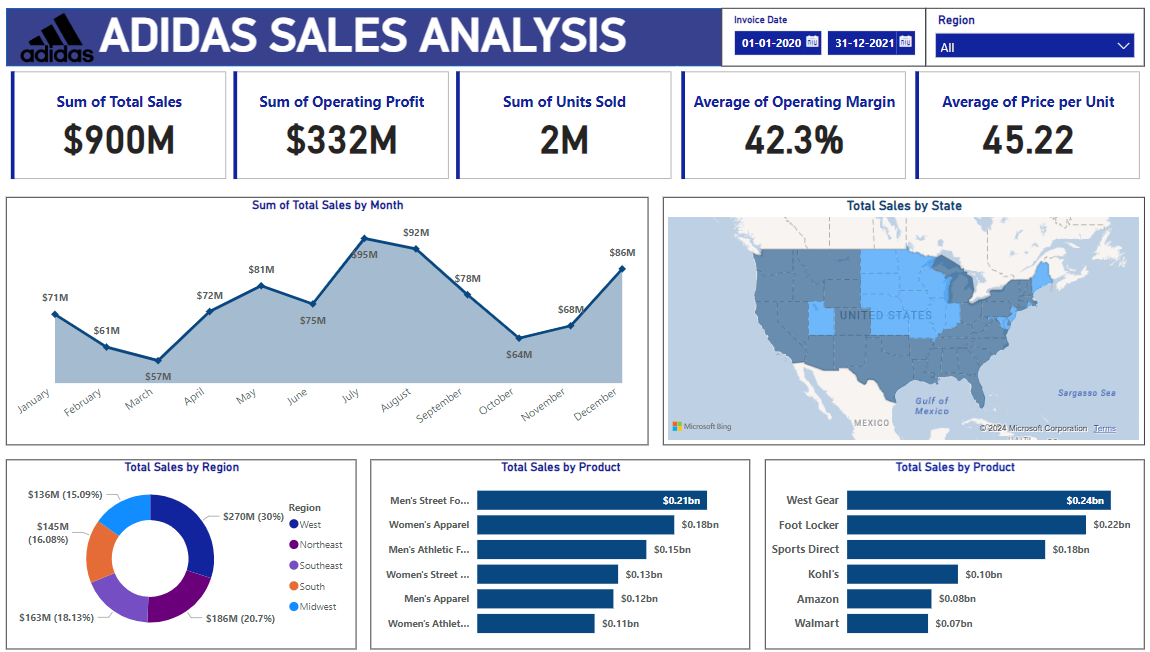 adidas
ADIDAS SALES ANALYSIS
Invoice Date
01-01-2020
31-12-2021
Region
All
Sum of Total Sales
$900M
Sum of Operating Profit
$332M
Sum of Units Sold
2M
Average of Operating Margin
42.3%
Average of Price per Unit
45.22
Sum of Total Sales by Month
$71M
$61M
$57M
$72M
$81M
$75M
$95M
$92M
$78M
$64M
$68M
$86M
January
February
March
April
May
June
July
August
September
October
November
December
Total Sales by State
UNITED STATES
MEXICO
Gulf of
Mexico
Sargasso Sea
Microsoft Bing
© 2024 Microsoft Corporation Terms
Total Sales by Region
$136M (15.09%)
$145M
(16.08%)
$163M (18.13%)
$270M (30%)
$186M (20.7%)
Region
West
Northeast
Southeast
South
Midwest
Total Sales by Product
Men's Street Fo... $0.21bn
Women's Apparel $0.18bn
Men's Athletic F... $0.15bn
Women's Street ... $0.13bn
Men's Apparel $0.12bn
Women's Athlet... $0.11bn
Total Sales by Product
West Gear $0.24bn
Foot Locker $0.22bn
Sports Direct $0.18bn
Kohl's $0.10bn
Amazon $0.08bn
Walmart $0.07bn